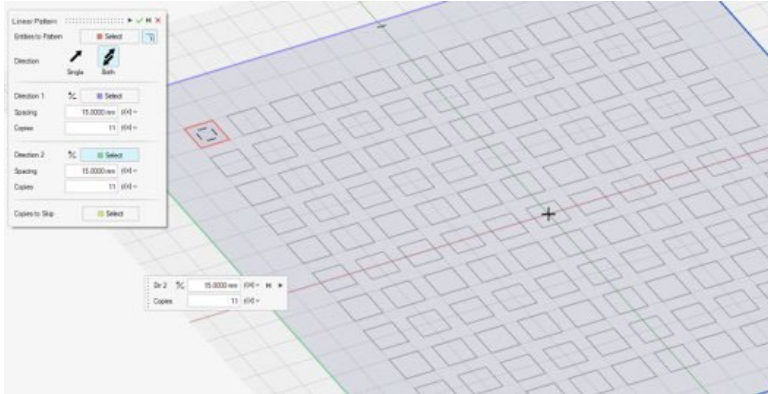 Linear Pattern
Entities to Pattern Select
Direction
Single Both
Direction 1 Select
Spacing 15.0000 mm f(x)
Copies 11 f(x)
Direction 2 Select
Spacing 15.0000 mm f(x)
Copies 11 f(x)
Copies to Skip Select
Dir 2 15.0000 mm f(x)
Copies 11 f(x)